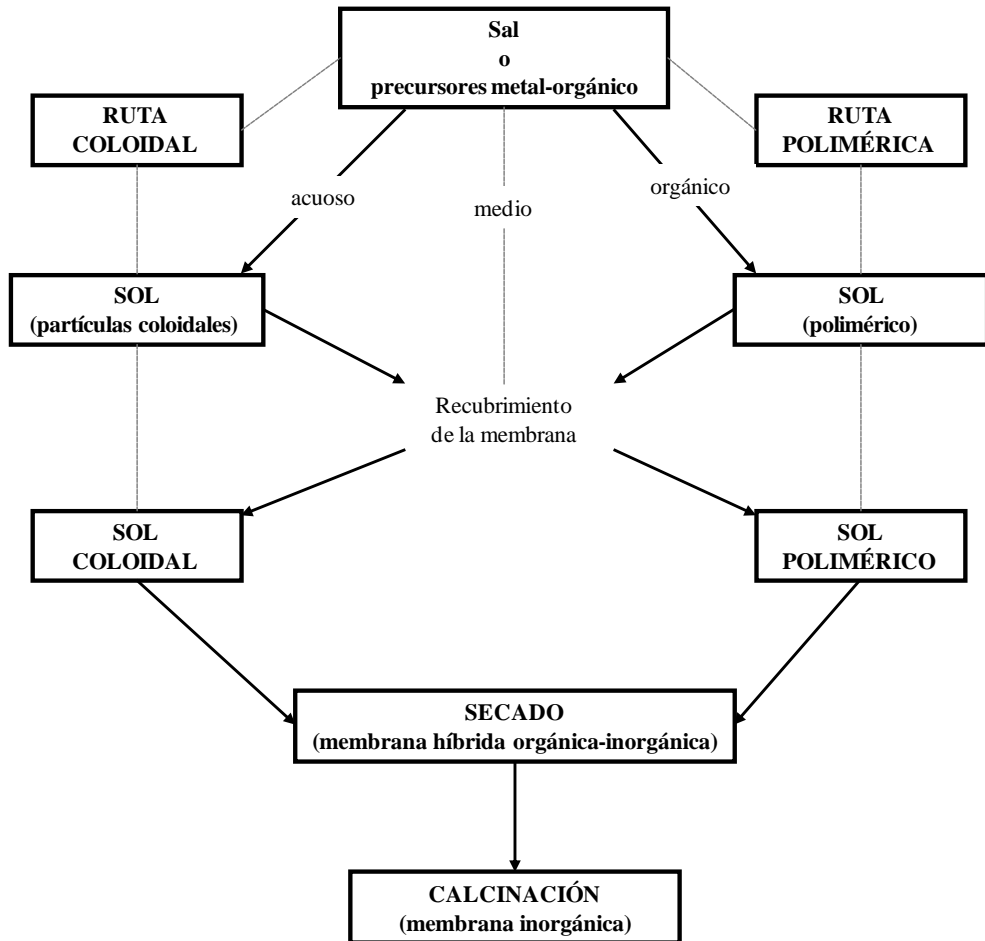 Sal
o
precursores metal-orgánico
RUTA
COLOIDAL
RUTA
POLIMÉRICA
acuoso
medio
orgánico
SOL
(partículas coloidales)
SOL
(polimérico)
Recubrimiento
de la membrana
SOL
COLOIDAL
SOL
POLIMÉRICO
SECADO
(membrana híbrida orgánica-inorgánica)
CALCINACIÓN
(membrana inorgánica)